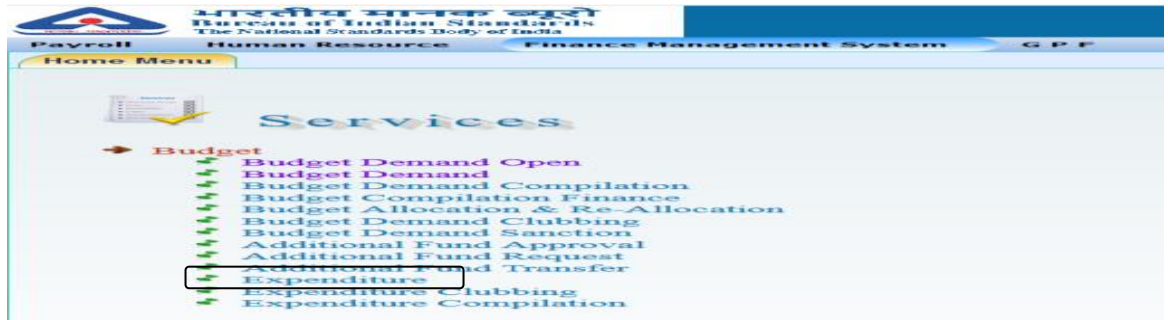 भारतीय मानक ब्यूरो
Bureau of Indian Standards
The National Standards Body of India
Payroll Human Resource Finance Management System G P F
Home Menu
Services
Budget
Budget Demand Open
Budget Demand
Budget Demand Compilation
Budget Compilation Finance
Budget Allocation & Re-Allocation
Budget Demand Clubbing
Budget Demand Sanction
Additional Fund Approval
Additional Fund Request
Additional Fund Transfer
Expenditure
Expenditure Clubbing
Expenditure Compilation